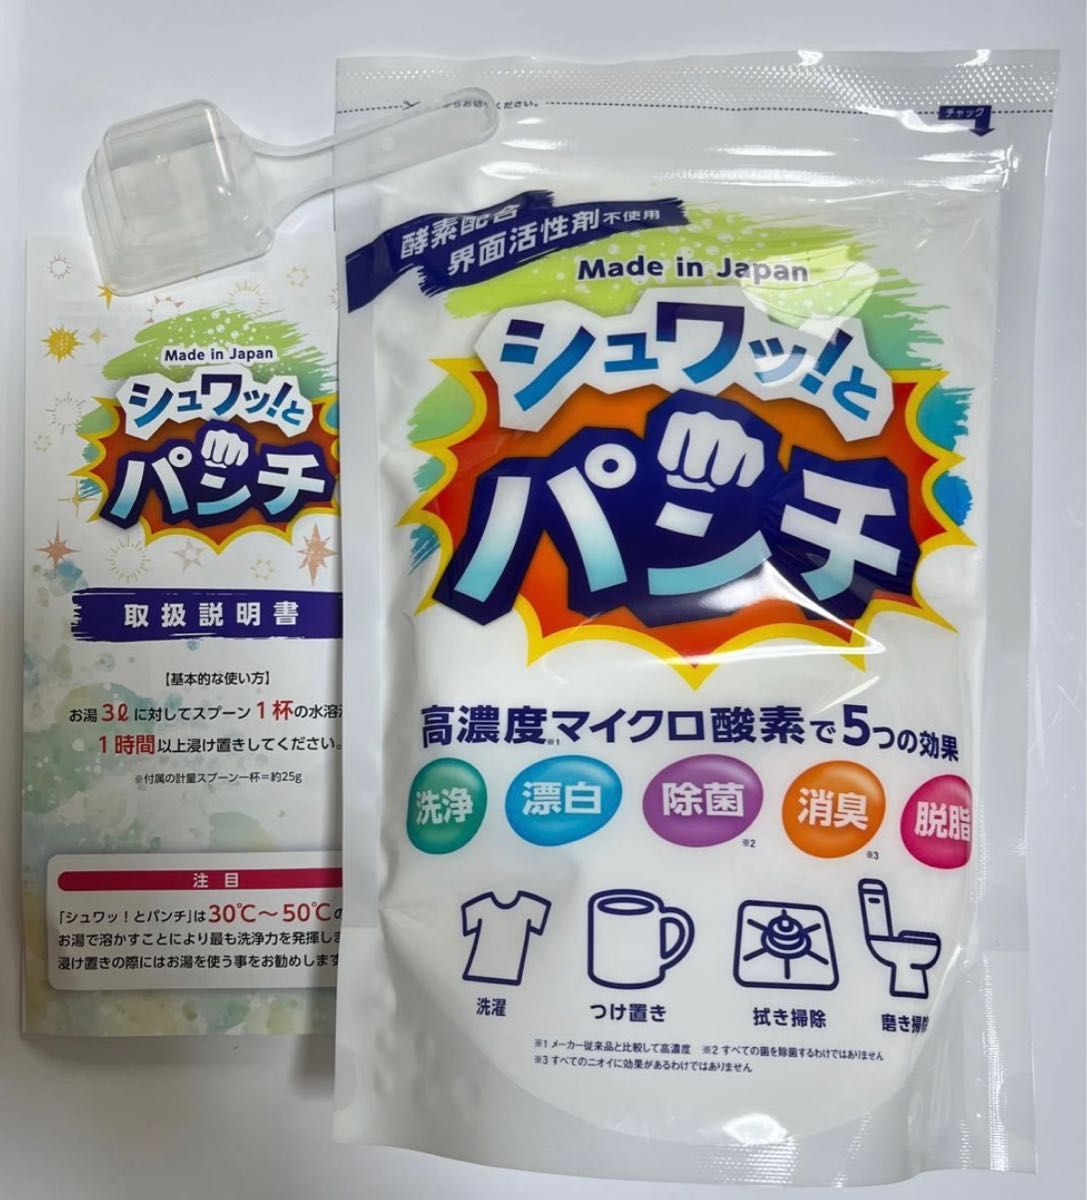 らお切りください。
チャック
酵素配合
界面活性剤不使用
Made in Japan
シュワッ!と
パンチ
高濃度※1マイクロ酸素で5つの効果
洗浄
漂白
除菌
※2
消臭
※3
脱脂
洗濯
つけ置き
拭き掃除
磨き掃
※1 メーカー従来品と比較して高濃度 ※2 すべての菌を除菌するわけではありません
※3 すべてのニオイに効果があるわけではありません
Made in Japan
シュワッ!と
パンチ
取扱説明書
【基本的な使い方】
お湯3ℓに対してスプーン1杯の水溶
1時間以上浸け置きしてください。
※付属の計量スプーン一杯=約25g
注目
「シュワッ!とパンチ」は30℃〜50℃の
お湯で溶かすことにより最も洗浄力を発揮しま
浸け置きの際にはお湯を使う事をお勧めします